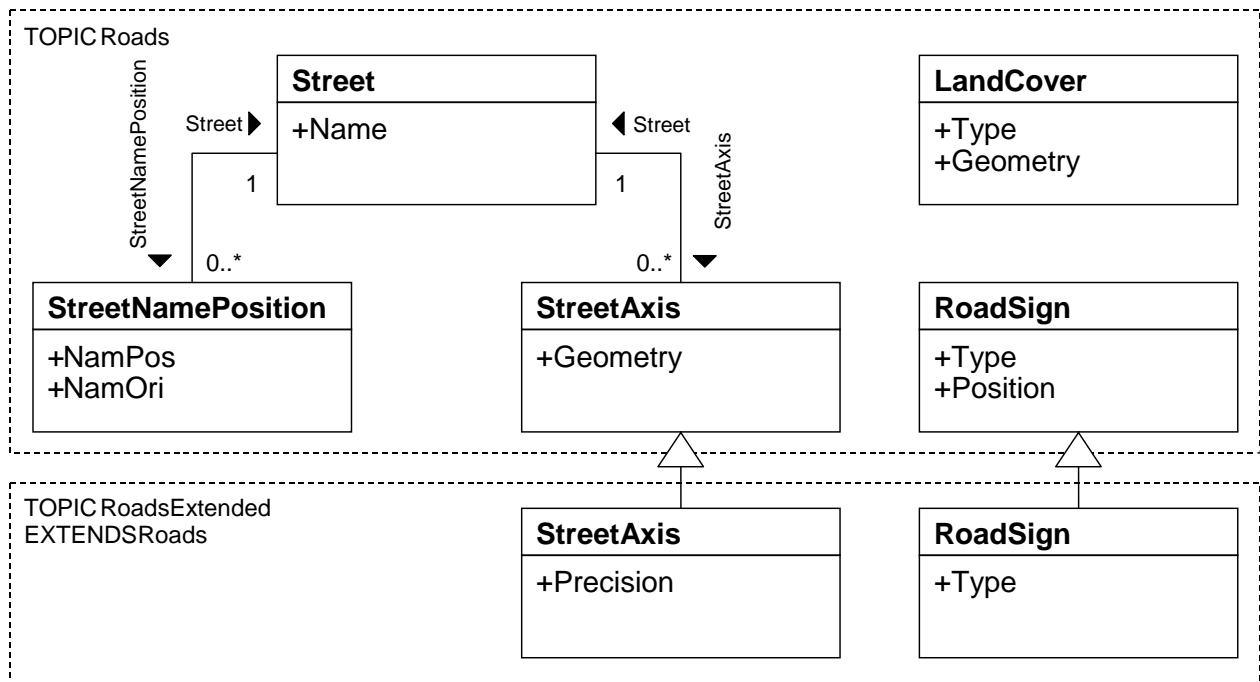 TOPIC Roads
Street
+Name
LandCover
+Type
+Geometry
StreetNamePosition
Street
Street
StreetAxis
1
1
0..*
0..*
StreetNamePosition
+NamPos
+NamOri
StreetAxis
+Geometry
RoadSign
+Type
+Position
TOPIC RoadsExtended
EXTENDSRoads
StreetAxis
+Precision
RoadSign
+Type